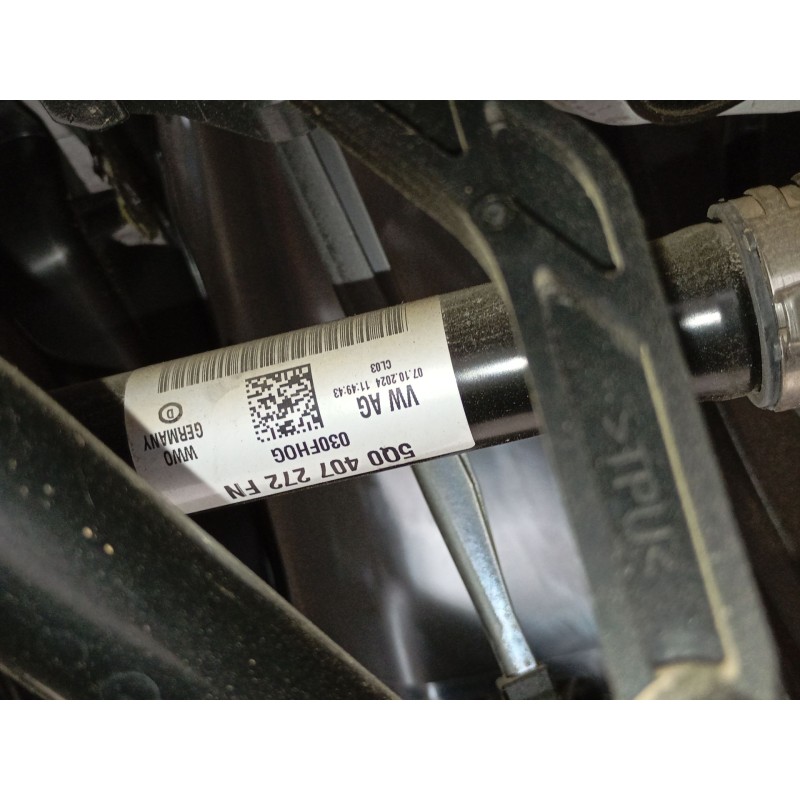 5Q0 407 272 FN
030FH0G
VW AG
07.10.2024 11:49:43
CL03
WWO
GERMANY
D